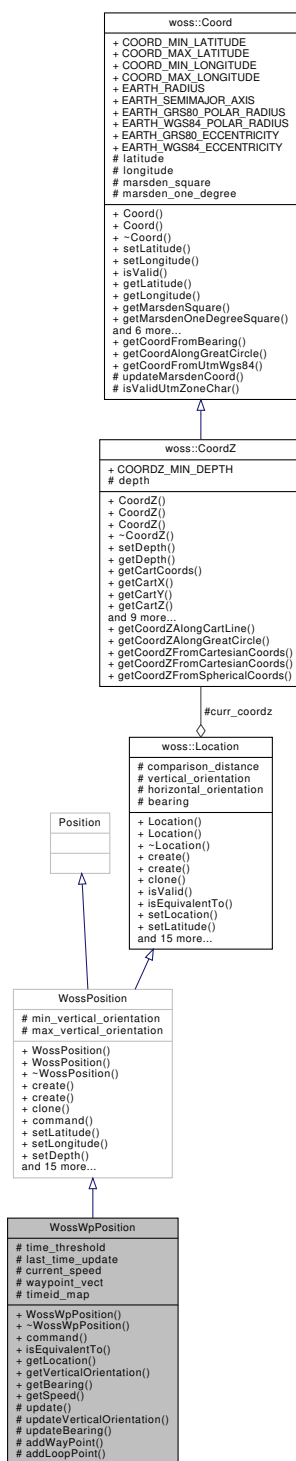 woss::Coord
+ COORD_MIN_LATITUDE
+ COORD_MAX_LATITUDE
+ COORD_MIN_LONGITUDE
+ COORD_MAX_LONGITUDE
+ EARTH_RADIUS
+ EARTH_SEMIMAJOR_AXIS
+ EARTH_GRS80_POLAR_RADIUS
+ EARTH_WGS84_POLAR_RADIUS
+ EARTH_GRS80_ECCENTRICITY
+ EARTH_WGS84_ECCENTRICITY
# latitude
# longitude
# marsden_square
# marsden_one_degree
+ Coord()
+ Coord()
+ ~Coord()
+ setLatitude()
+ setLongitude()
+ isValid()
+ getLatitude()
+ getLongitude()
+ getMarsdenSquare()
+ getMarsdenOneDegreeSquare()
and 6 more...
+ getCoordFromBearing()
+ getCoordAlongGreatCircle()
+ getCoordFromUtmWgs84()
# updateMarsdenCoord()
# isValidUtmZoneChar()
woss::CoordZ
+ COORDZ_MIN_DEPTH
# depth
+ CoordZ()
+ CoordZ()
+ CoordZ()
+ ~CoordZ()
+ setDepth()
+ getDepth()
+ getCartCoords()
+ getCartX()
+ getCartY()
+ getCartZ()
and 9 more...
+ getCoordZAlongCartLine()
+ getCoordZAlongGreatCircle()
+ getCoordZFromCartesianCoords()
+ getCoordZFromCartesianCoords()
+ getCoordZFromSphericalCoords()
#curr_coordz
woss::Location
# comparison_distance
# vertical_orientation
# horizontal_orientation
# bearing
+ Location()
+ Location()
+ ~Location()
+ create()
+ create()
+ clone()
+ isValid()
+ isEquivalentTo()
+ setLocation()
+ setLatitude()
and 15 more...
Position
WossPosition
# min_vertical_orientation
# max_vertical_orientation
+ WossPosition()
+ WossPosition()
+ ~WossPosition()
+ create()
+ create()
+ clone()
+ command()
+ setLatitude()
+ setLongitude()
+ setDepth()
and 15 more...
WossWpPosition
# time_threshold
# last_time_update
# current_speed
# waypoint_vect
# timeid_map
+ WossWpPosition()
+ ~WossWpPosition()
+ command()
+ isEquivalentTo()
+ getLocation()
+ getVerticalOrientation()
+ getBearing()
+ getSpeed()
# update()
# updateVerticalOrientation()
# updateBearing()
# addWayPoint()
# addLoopPoint()